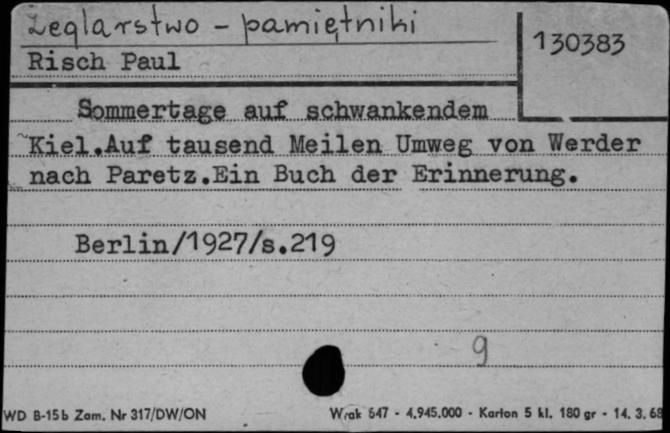 Żeglarstwo - pamiętniki
130383
Risch Paul
Sommertage auf schwankendem
Kiel.Auf tausend Meilen Umweg von Werder
nach Paretz.Ein Buch der Erinnerung.
Berlin/1927/s.219
9
WD B-15b Zam. Nr 317/DW/ON
W.ak 547 - 4.945.000 - Karton 5 kl. 180 gr - 14. 3. 68